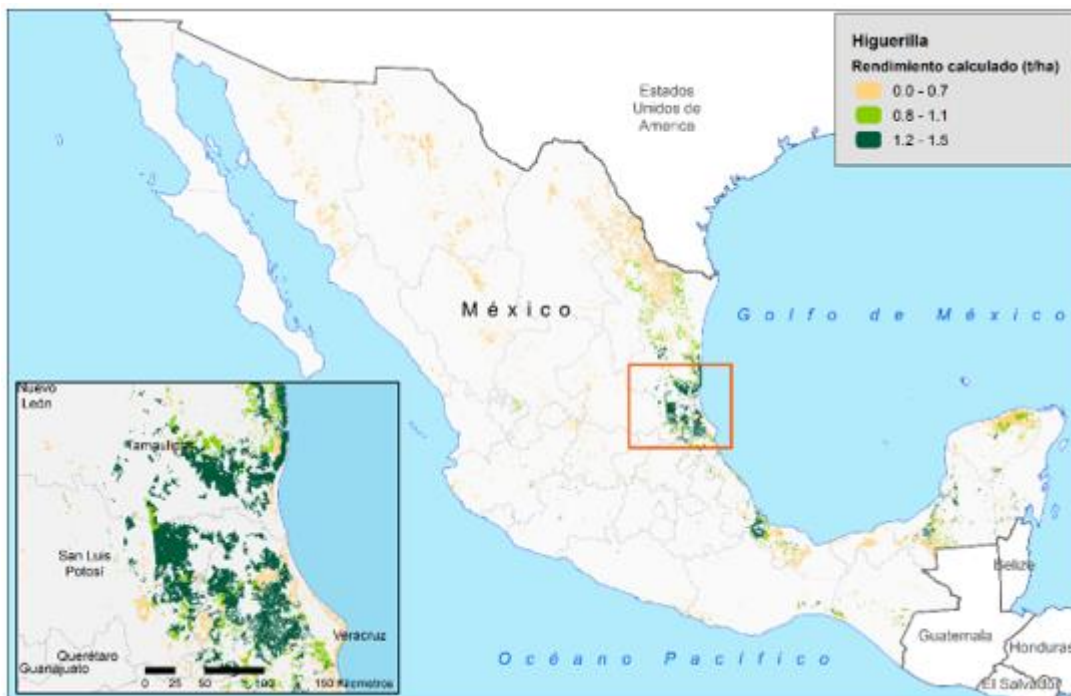 Higuerilla
Rendimiento calculado (t/ha)
0.0 - 0.7
0.8 - 1.1
1.2 - 1.5
Estados
Unidos de
America
México
Golfo de México
Nuevo
León
Tamaulipas
San Luis
Potosí
Querétaro
Guanajuato
Veracruz
0 25 50 100 150 Kilometros
Belize
Guatemala
Honduras
El Salvador
Océano Pacífico